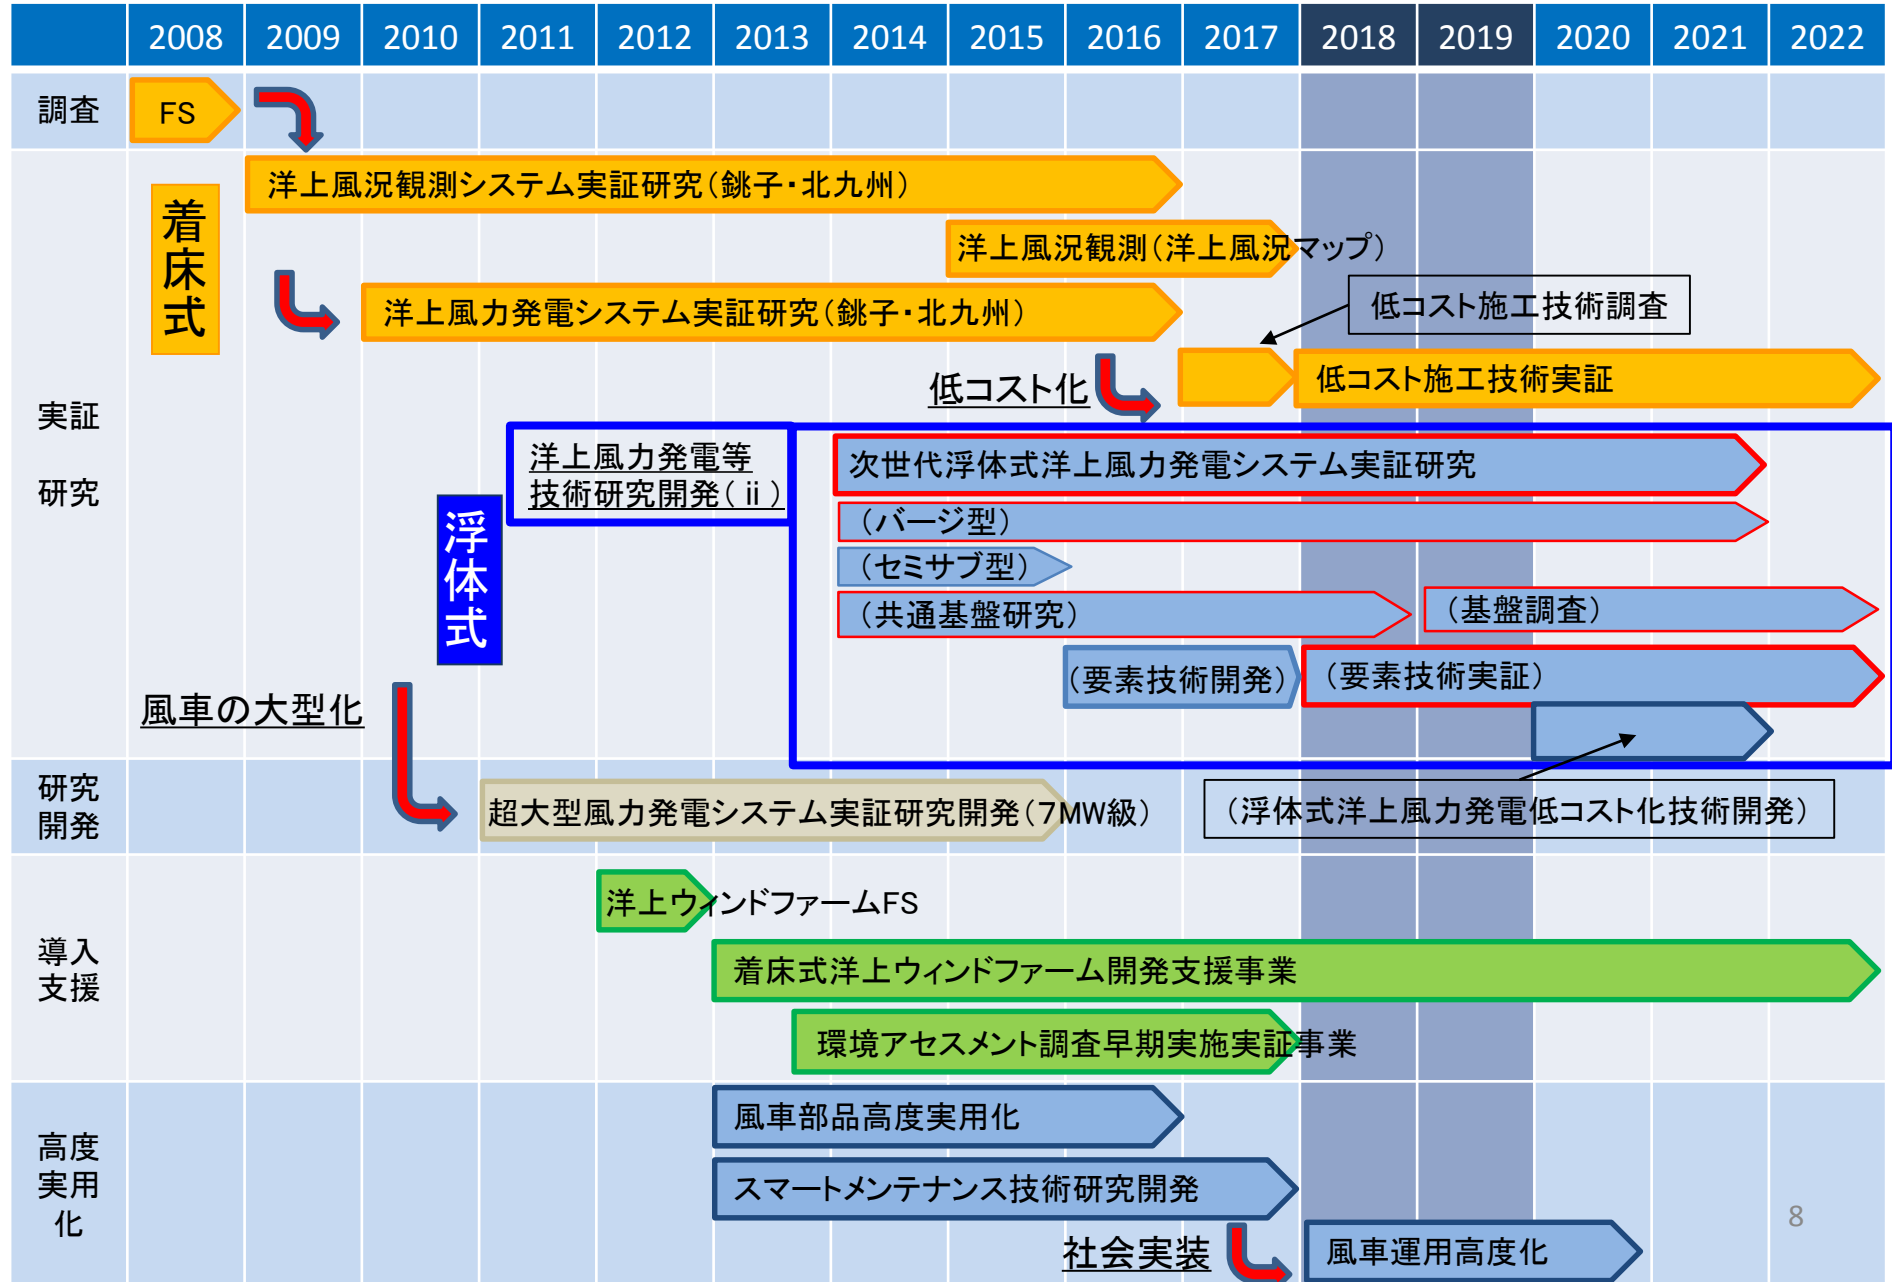 2008 2009 2010 2011 2012 2013 2014 2015 2016 2017 2018 2019 2020 2021 2022
調査
FS
実証
研究
着床式
洋上風況観測システム実証研究（銚子・北九州）
洋上風況観測（洋上風況マップ）
洋上風力発電システム実証研究（銚子・北九州）
低コスト施工技術調査
低コスト化
低コスト施工技術実証
洋上風力発電等
技術研究開発（ⅱ）
浮体式
次世代浮体式洋上風力発電システム実証研究
（バージ型）
（セミサブ型）
（共通基盤研究）
（基盤調査）
（要素技術開発）
（要素技術実証）
風車の大型化
研究
開発
超大型風力発電システム実証研究開発（7MW級）
（浮体式洋上風力発電低コスト化技術開発）
導入
支援
洋上ウィンドファームFS
着床式洋上ウィンドファーム開発支援事業
環境アセスメント調査早期実施実証事業
高度
実用
化
風車部品高度実用化
スマートメンテナンス技術研究開発
社会実装
風車運用高度化
8